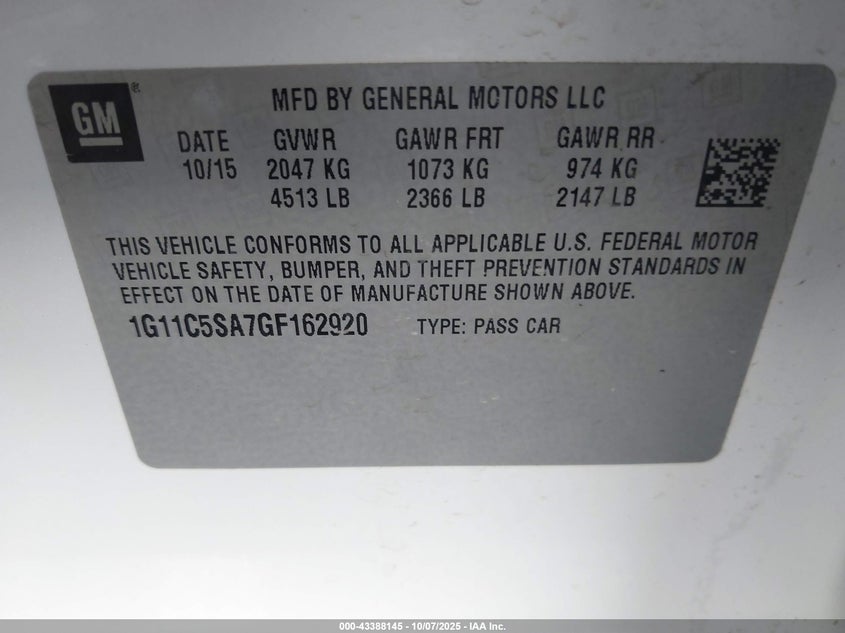 GM
MFD BY GENERAL MOTORS LLC
DATE GVWR GAWR FRT GAWR RR
10/15 2047 KG 1073 KG 974 KG
4513 LB 2366 LB 2147 LB
THIS VEHICLE CONFORMS TO ALL APPLICABLE U.S. FEDERAL MOTOR
VEHICLE SAFETY, BUMPER, AND THEFT PREVENTION STANDARDS IN
EFFECT ON THE DATE OF MANUFACTURE SHOWN ABOVE.
1G11C5SA7GF162920 TYPE: PASS CAR
000-43388145 - 10/07/2025 - IAA Inc.